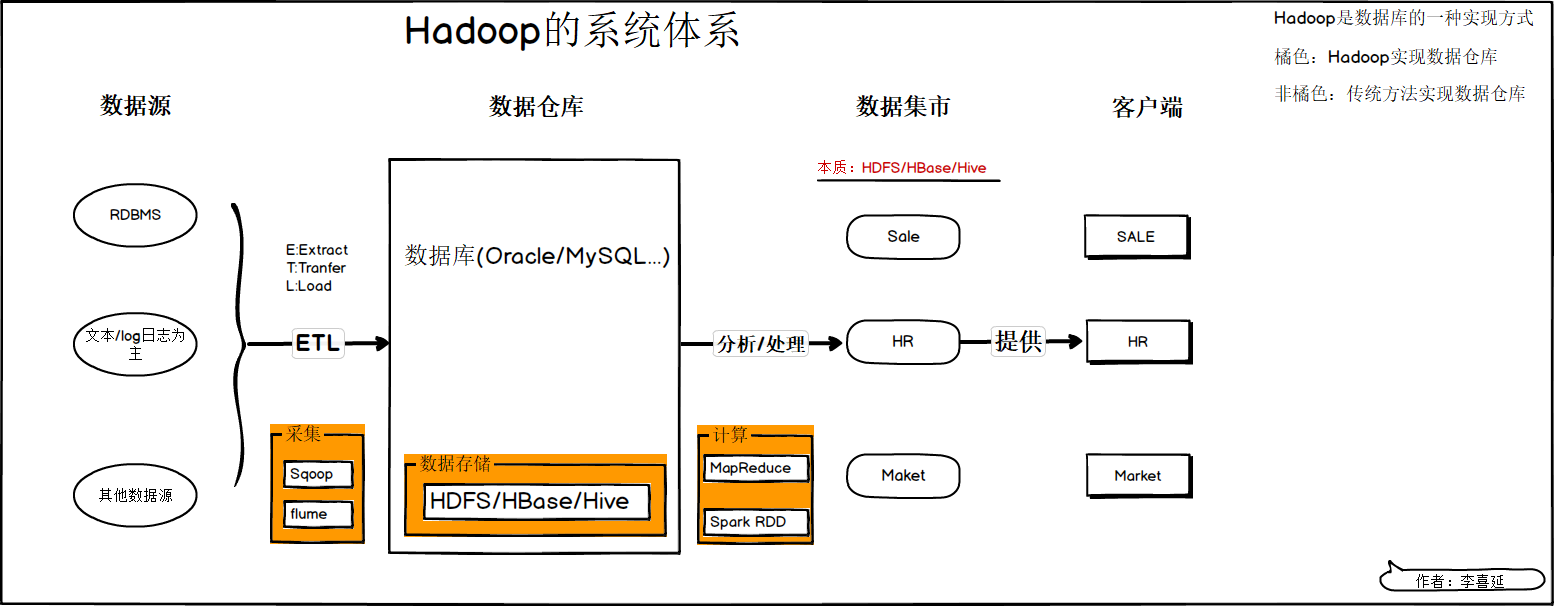 Hadoop的系统体系
Hadoop是数据库的一种实现方式
橘色：Hadoop实现数据仓库
非橘色：传统方法实现数据仓库
数据源
数据仓库
数据集市
客户端
本质：HDFS/HBase/Hive
RDBMS
文本/log日志为
主
其他数据源
E:Extract
T:Tranfer
L:Load
ETL
采集
Sqoop
flume
数据库(Oracle/MySQL...)
数据存储
HDFS/HBase/Hive
分析/处理
计算
MapReduce
Spark RDD
Sale
HR
Maket
提供
SALE
HR
Market
作者：李喜延